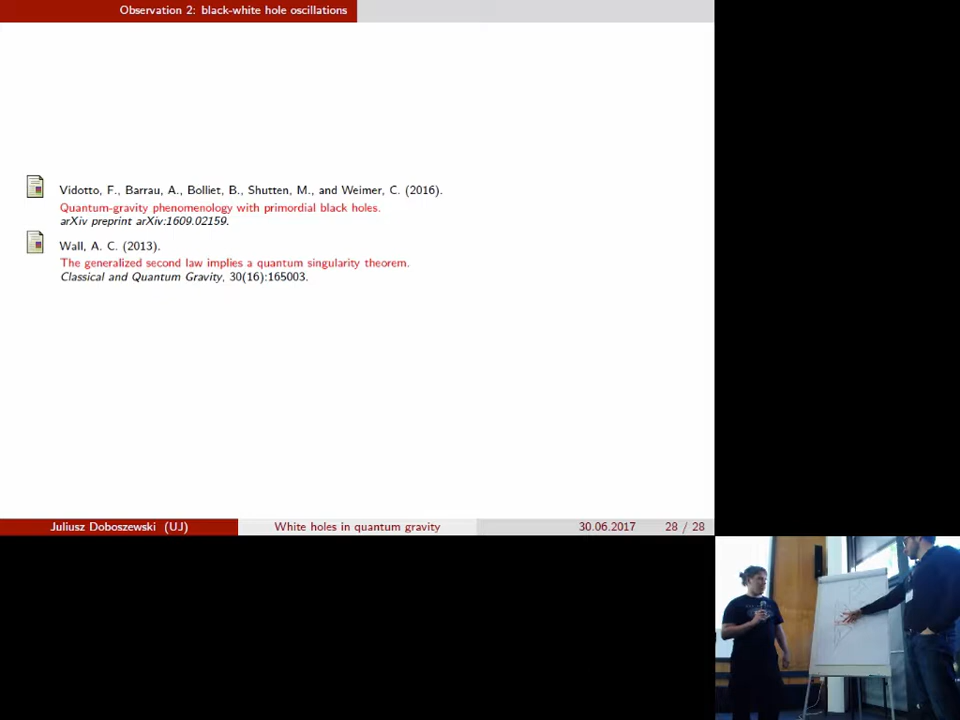 Observation 2: black-white hole oscillations
Vidotto, F., Barrau, A., Bolliet, B., Shutten, M., and Weimer, C. (2016).
Quantum-gravity phenomenology with primordial black holes.
arXiv preprint arXiv:1609.02159.
Wall, A. C. (2013).
The generalized second law implies a quantum singularity theorem.
Classical and Quantum Gravity, 30(16):165003.
Juliusz Doboszewski (UJ) White holes in quantum gravity 30.06.2017 28 / 28